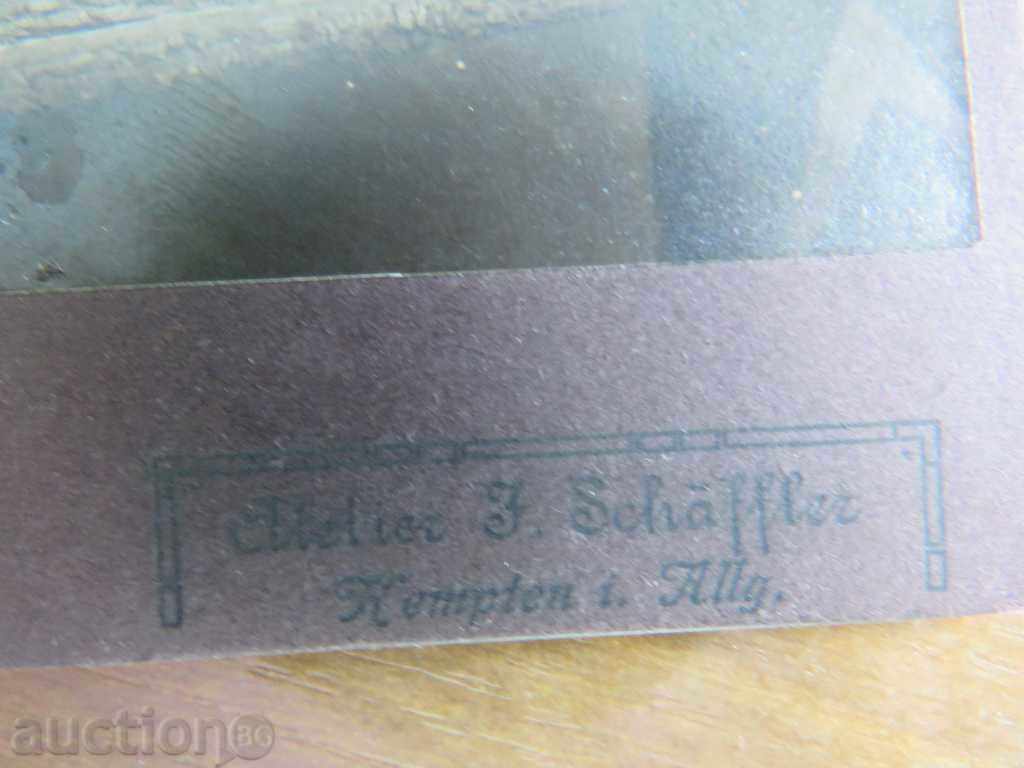 Atelier J. Schäffler
Kempten i. Allg.
auctionBG